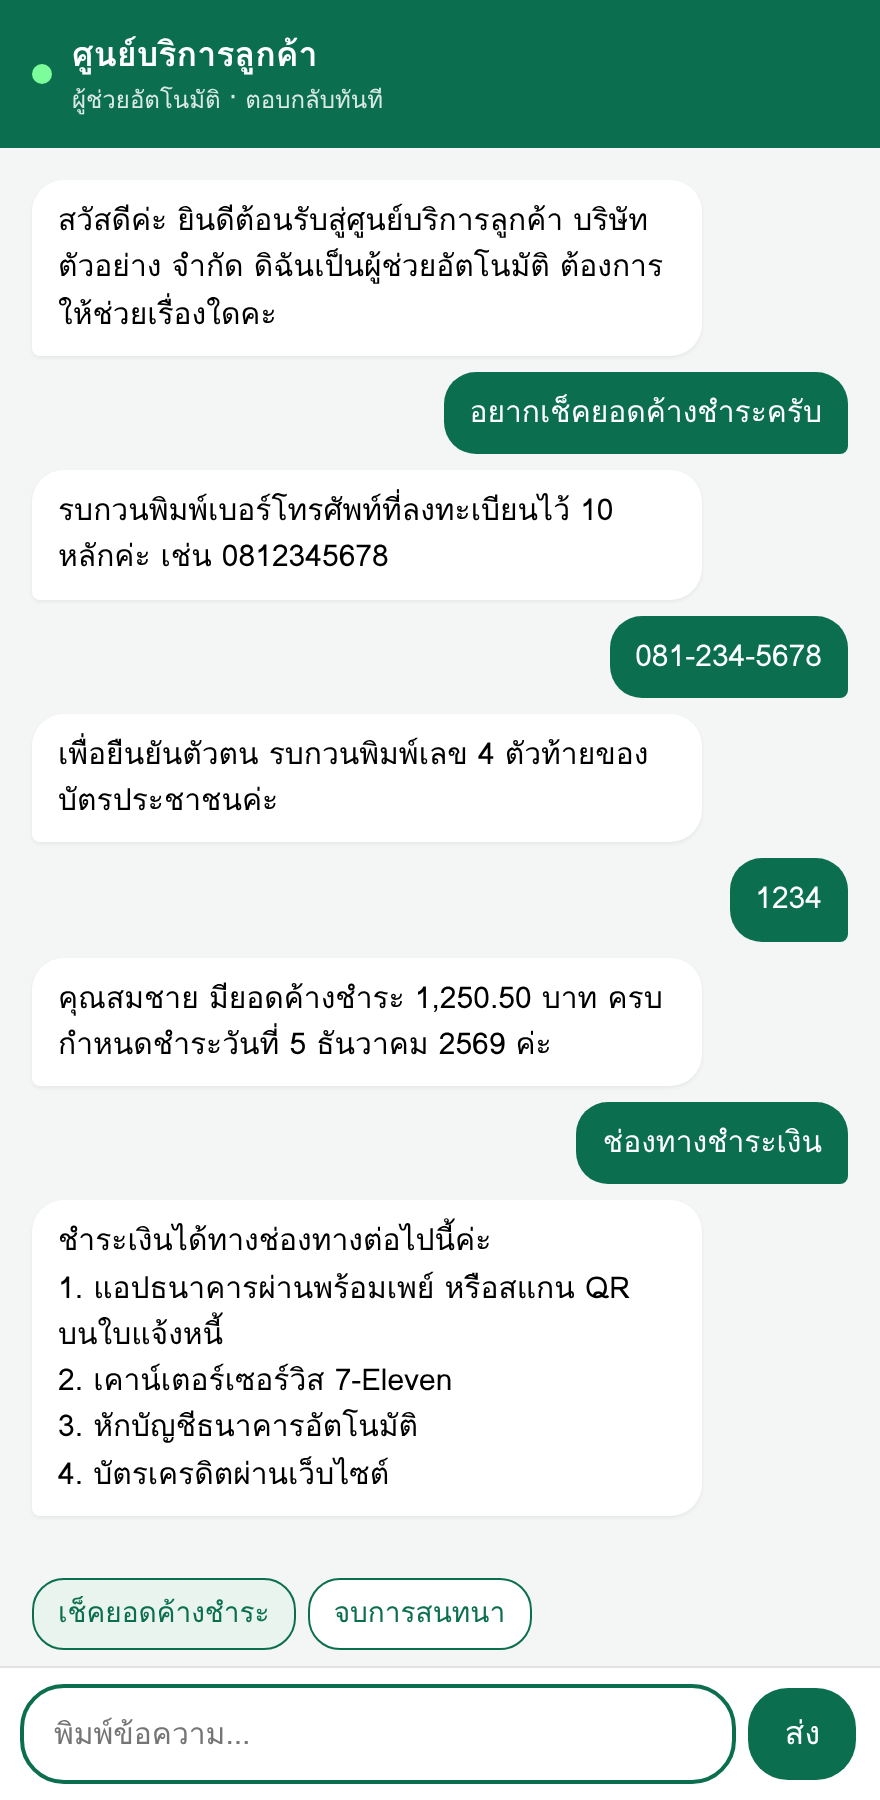 ศูนย์บริการลูกค้า
ผู้ช่วยอัตโนมัติ · ตอบกลับทันที
สวัสดีค่ะ ยินดีต้อนรับสู่ศูนย์บริการลูกค้า บริษัท
ตัวอย่าง จำกัด ดิฉันเป็นผู้ช่วยอัตโนมัติ ต้องการ
ให้ช่วยเรื่องใดคะ
อยากเช็คยอดค้างชำระครับ
รบกวนพิมพ์เบอร์โทรศัพท์ที่ลงทะเบียนไว้ 10
หลักค่ะ เช่น 0812345678
081-234-5678
เพื่อยืนยันตัวตน รบกวนพิมพ์เลข 4 ตัวท้ายของ
บัตรประชาชนค่ะ
1234
คุณสมชาย มียอดค้างชำระ 1,250.50 บาท ครบ
กำหนดชำระวันที่ 5 ธันวาคม 2569 ค่ะ
ช่องทางชำระเงิน
ชำระเงินได้ทางช่องทางต่อไปนี้ค่ะ
1. แอปธนาคารผ่านพร้อมเพย์ หรือสแกน QR
บนใบแจ้งหนี้
2. เคาน์เตอร์เซอร์วิส 7-Eleven
3. หักบัญชีธนาคารอัตโนมัติ
4. บัตรเครดิตผ่านเว็บไซต์
เช็คยอดค้างชำระ
จบการสนทนา
พิมพ์ข้อความ...
ส่ง